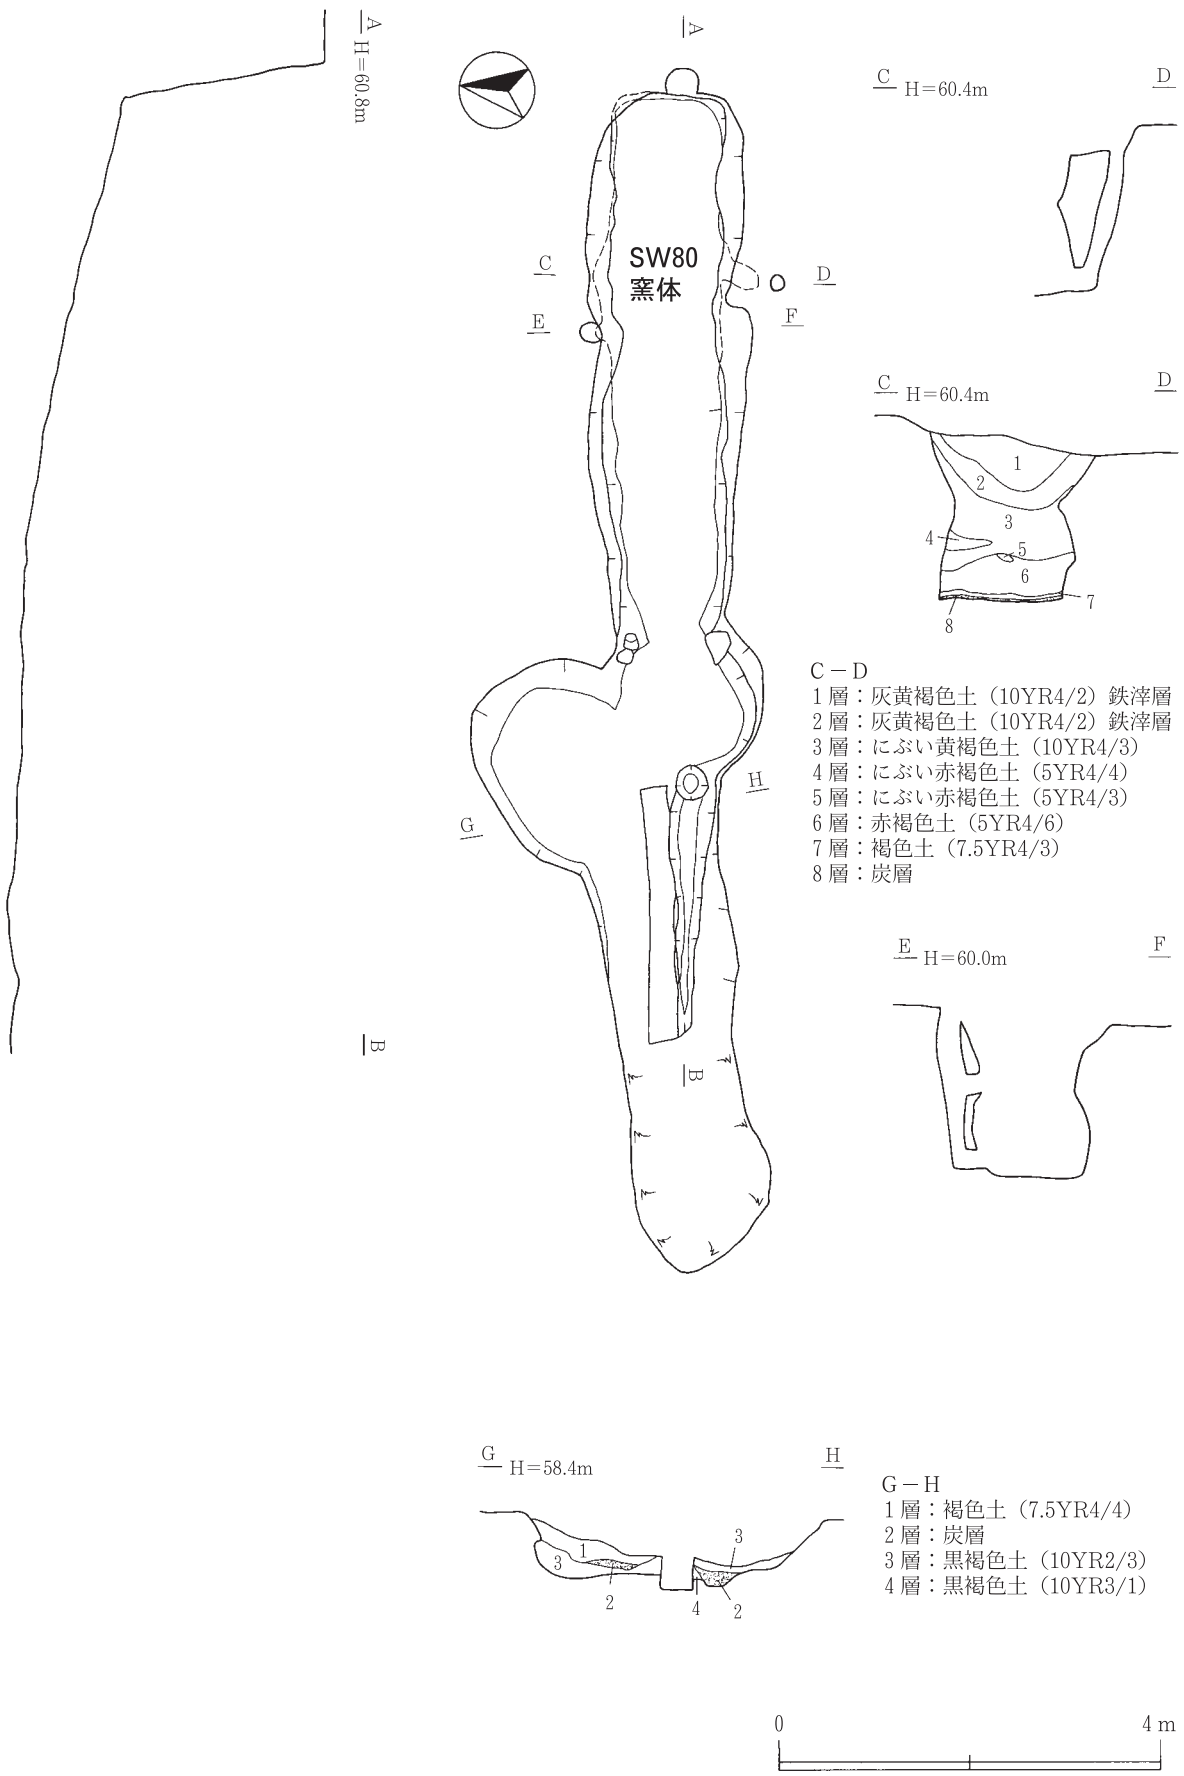 A
H＝60.8m
B
A
SW80
窯体
C
D
E
F
G
H
B
C H＝60.4m D
C H＝60.4m D
1
2
3
4
5
6
7
8
C－D
1層：灰黄褐色土（10YR4/2）鉄滓層
2層：灰黄褐色土（10YR4/2）鉄滓層
3層：にぶい黄褐色土（10YR4/3）
4層：にぶい赤褐色土（5YR4/4）
5層：にぶい赤褐色土（5YR4/3）
6層：赤褐色土（5YR4/6）
7層：褐色土（7.5YR4/3）
8層：炭層
E H＝60.0m F
G H＝58.4m H
3
1
3
2
4
2
G－H
1層：褐色土（7.5YR4/4）
2層：炭層
3層：黒褐色土（10YR2/3）
4層：黒褐色土（10YR3/1）
0 4 m